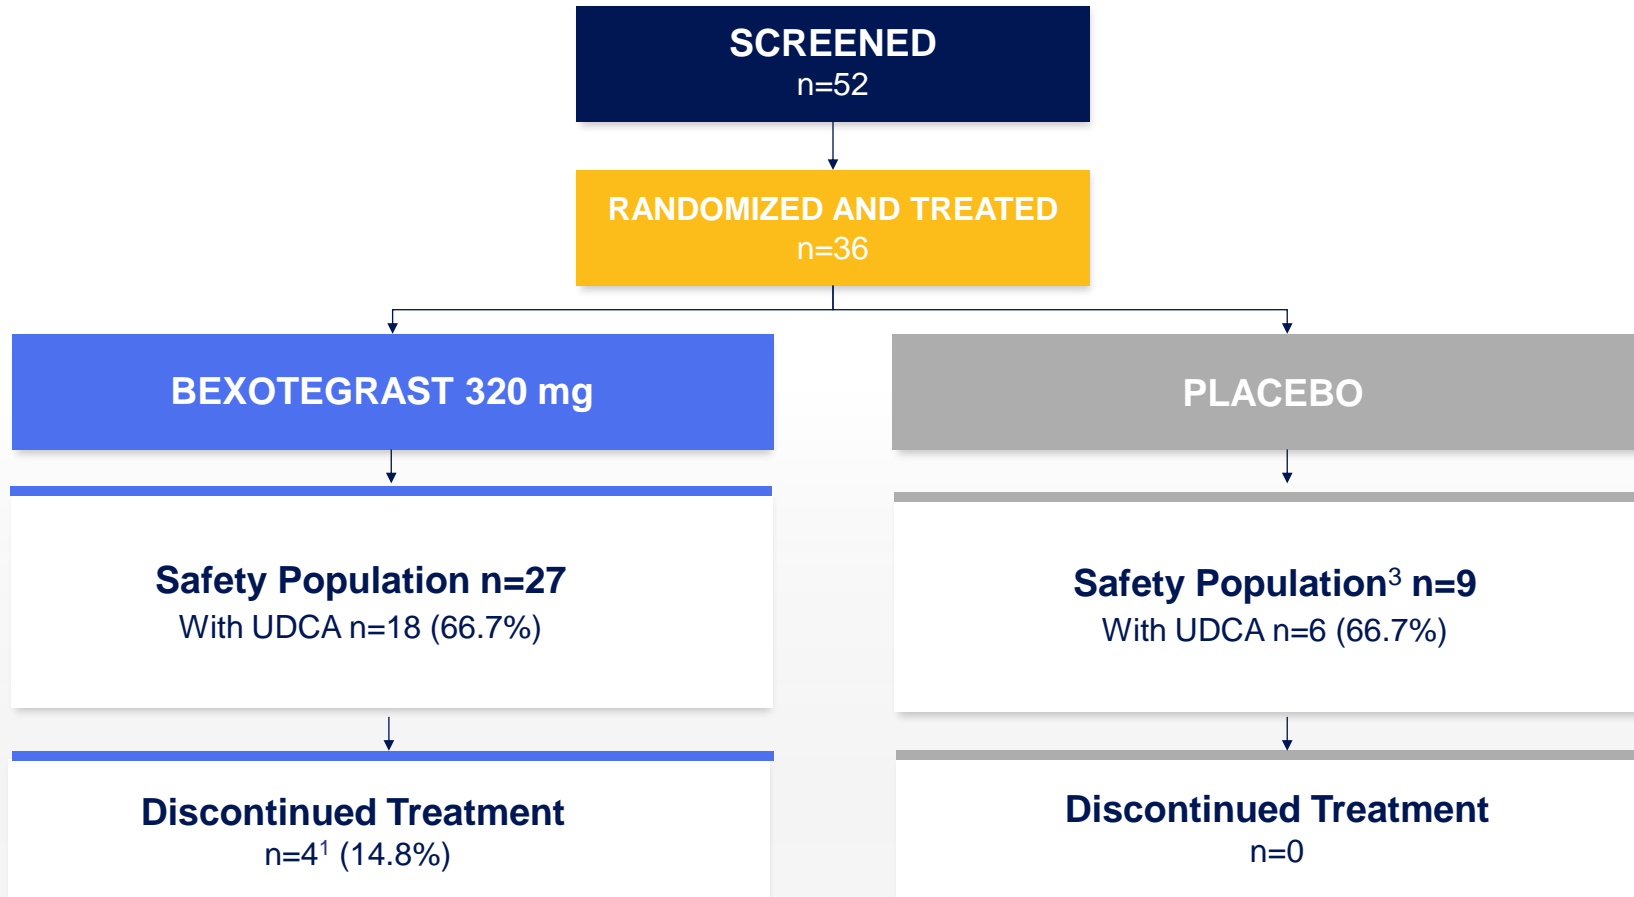 SCREENED
n=52
RANDOMIZED AND TREATED
n=36
BEXOTEGRAST 320 mg
PLACEBO
Safety Population n=27
With UDCA n=18 (66.7%)
Safety Population³ n=9
With UDCA n=6 (66.7%)
Discontinued Treatment
n=4¹ (14.8%)
Discontinued Treatment
n=0